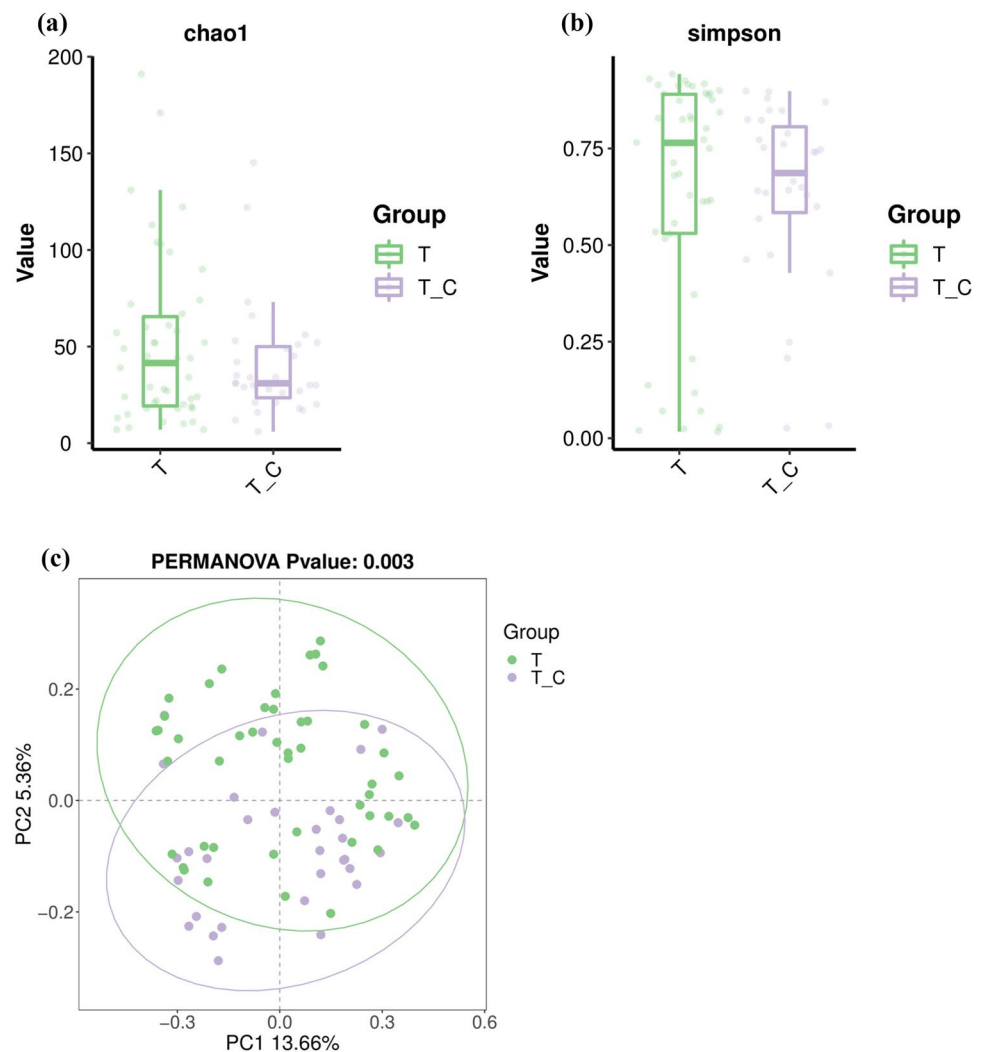 (a)
chao1
200
150
100
50
0
Value
T
T_C
Group
T
T_C
(b)
simpson
0.75
0.50
0.25
0.00
Value
T
T_C
Group
T
T_C
(c)
PERMANOVA Pvalue: 0.003
0.2
0.0
−0.2
PC2 5.36%
−0.3
0.0
0.3
0.6
PC1 13.66%
Group
T
T_C